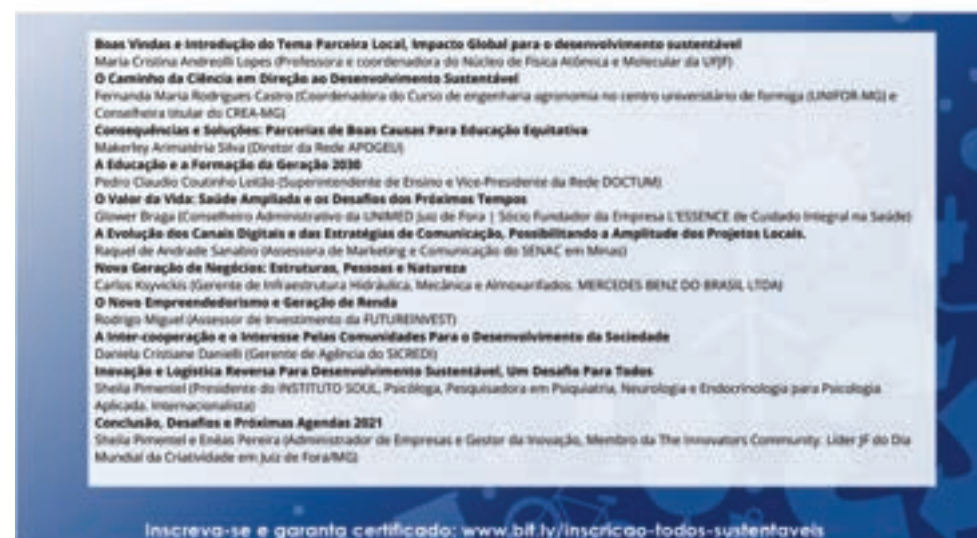 Boas Vindas e Introdução do Tema Parceira Local, Impacto Global para o desenvolvimento sustentável
Maria Cristina Andreolli Lopes (Professora e coordenadora do Núcleo de Física Atômica e Molecular da UFJF)
O Caminho da Ciência em Direção ao Desenvolvimento Sustentável
Fernanda Maria Rodrigues Castro (Coordenadora do Curso de engenharia agronomia no centro universitário de formiga (UNIFOR-MG) e
Conselheira titular do CREA-MG)
Consequências e Soluções: Parcerias de Boas Causas Para Educação Equitativa
Makerley Arimatéria Silva (Diretor da Rede APOGEU)
A Educação e a Formação da Geração 2030
Pedro Claudio Coutinho Leitão (Superintendente de Ensino e Vice-Presidente da Rede DOCTUM)
O Valor da Vida: Saúde Ampliada e os Desafios dos Próximos Tempos
Glower Braga (Conselheiro Administrativo da UNIMED Juiz de Fora | Sócio Fundador da Empresa L'ESSENCE de Cuidado Integral na Saúde)
A Evolução dos Canais Digitais e das Estratégias de Comunicação, Possibilitando a Amplitude dos Projetos Locais.
Raquel de Andrade Sanabio (Assessora de Marketing e Comunicação do SENAC em Minas)
Nova Geração de Negócios: Estruturas, Pessoas e Natureza
Carlos (Gerente de Infraestrutura Hidráulica, Mecânica e Almoxarifados. MERCEDES BENZ DO BRASIL LTDA)
O Novo Empreendedorismo e Geração de Renda
Rodrigo Miguel (Assessor de Investimento da FUTUREINVEST)
A Inter-cooperação e o Interesse Pelas Comunidades Para o Desenvolvimento da Sociedade
Daniela Cristiane Danielli (Gerente de Agência do SICREDI)
Inovação e Logística Reversa Para Desenvolvimento Sustentável, Um Desafio Para Todos
Sheila Pimentel (Presidente do INSTITUTO SOUL, Psicóloga, Pesquisadora em Psiquiatria, Neurologia e Endocrinologia para Psicologia
Aplicada. Internacionalista)
Conclusão, Desafios e Próximas Agendas 2021
Sheila Pimentel e Enéas Pereira (Administrador de Empresas e Gestor da Inovação, Membro da The Innovators Community. Líder JF do Dia
Mundial da Criatividade em Juiz de Fora/MG)
Inscreva-se e garanta certificado: www.bit.ly/inscricao-todos-sustentaveis